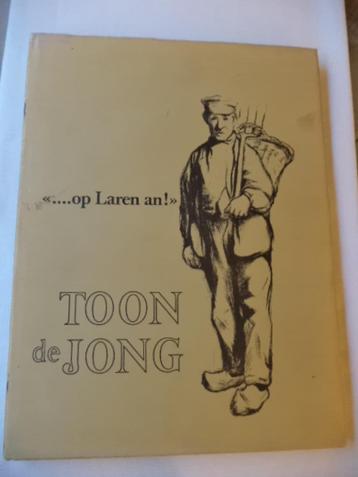 «....op Laren an!»
TOON
de JONG